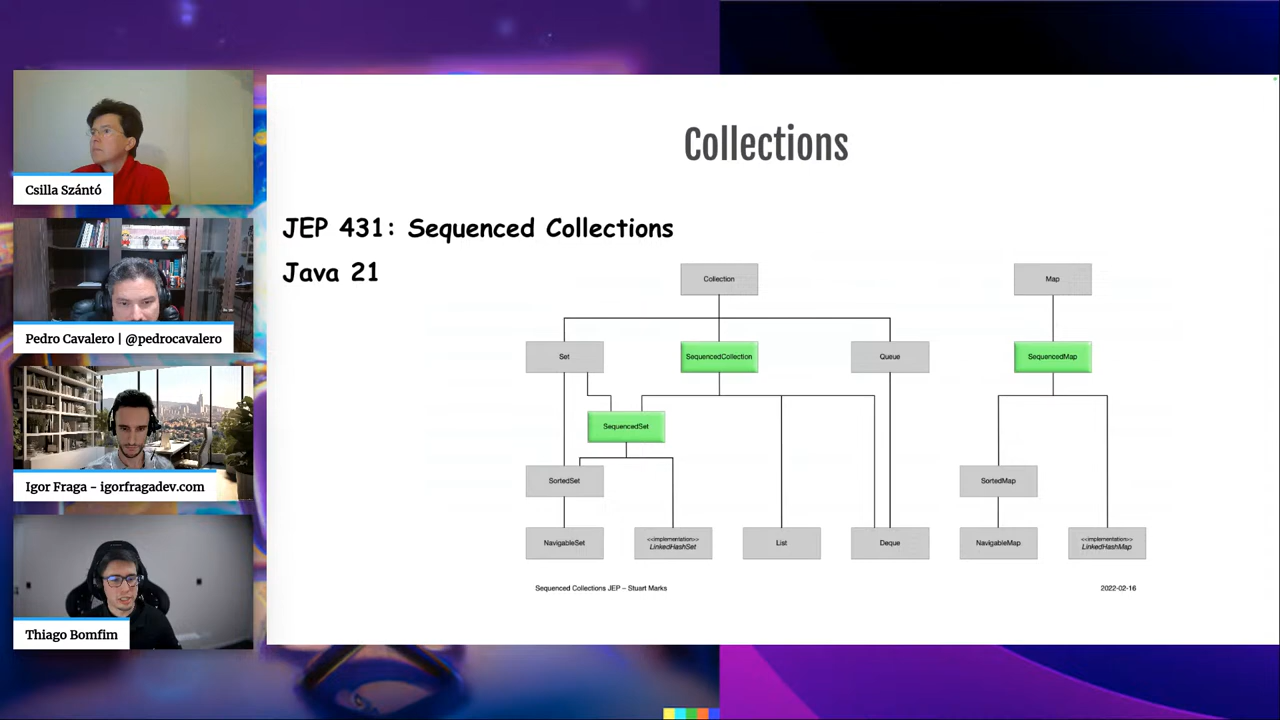 Collections
Csilla Szántó
JEP 431: Sequenced Collections
Java 21
Collection
Map
Pedro Cavalero | @pedrocavalero
Set
SequencedCollection
Queue
SequencedMap
SequencedSet
Igor Fraga - igorfragadev.com
SortedSet
SortedMap
NavigableSet
<<implementation>>
LinkedHashSet
List
Deque
NavigableMap
<<implementation>>
LinkedHashMap
Sequenced Collections JEP – Stuart Marks
2022-02-16
Thiago Bomfim